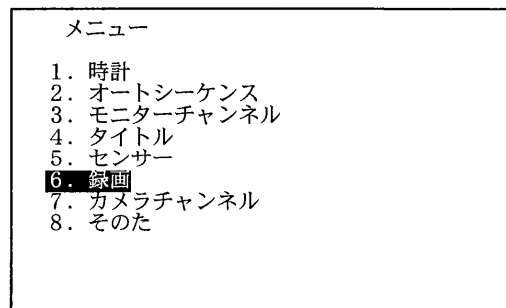 メニュー
1. 時計
2. オートシーケンス
3. モニターチャンネル
4. タイトル
5. センサー
6. 録画
7. カメラチャンネル
8. そのた